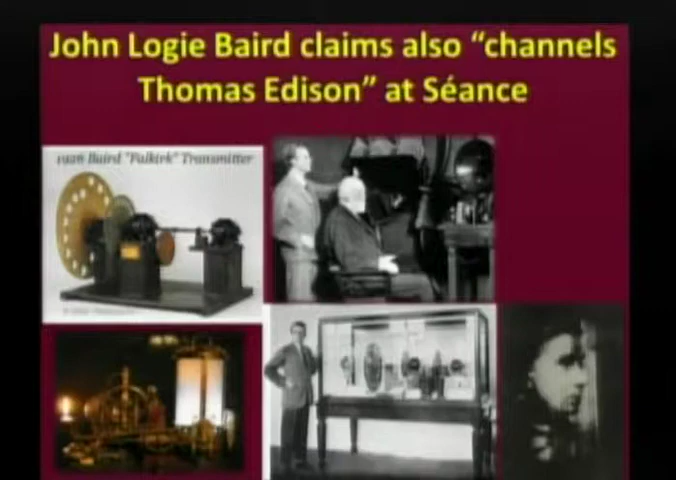 John Logie Baird claims also “channels
Thomas Edison” at Séance
1926 Baird "Falkirk" Transmitter